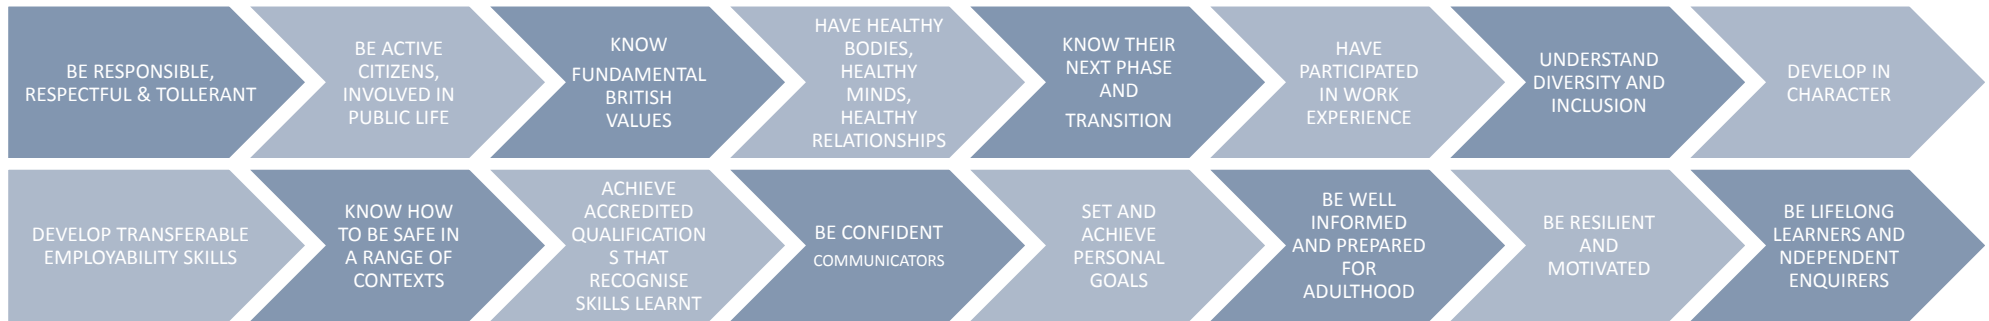 BE RESPONSIBLE,
RESPECTFUL & TOLLERANT
BE ACTIVE
CITIZENS,
INVOLVED IN
PUBLIC LIFE
KNOW
FUNDAMENTAL
BRITISH
VALUES
HAVE HEALTHY
BODIES,
HEALTHY
MINDS,
HEALTHY
RELATIONSHIPS
KNOW THEIR
NEXT PHASE
AND
TRANSITION
HAVE
PARTICIPATED
IN WORK
EXPERIENCE
UNDERSTAND
DIVERSITY AND
INCLUSION
DEVELOP IN
CHARACTER
DEVELOP TRANSFERABLE
EMPLOYABILITY SKILLS
KNOW HOW
TO BE SAFE IN
A RANGE OF
CONTEXTS
ACHIEVE
ACCREDITED
QUALIFICATION
S THAT
RECOGNISE
SKILLS LEARNT
BE CONFIDENT
COMMUNICATORS
SET AND
ACHIEVE
PERSONAL
GOALS
BE WELL
INFORMED
AND PREPARED
FOR
ADULTHOOD
BE RESILIENT
AND
MOTIVATED
BE LIFELONG
LEARNERS AND
NDEPENDENT
ENQUIRERS